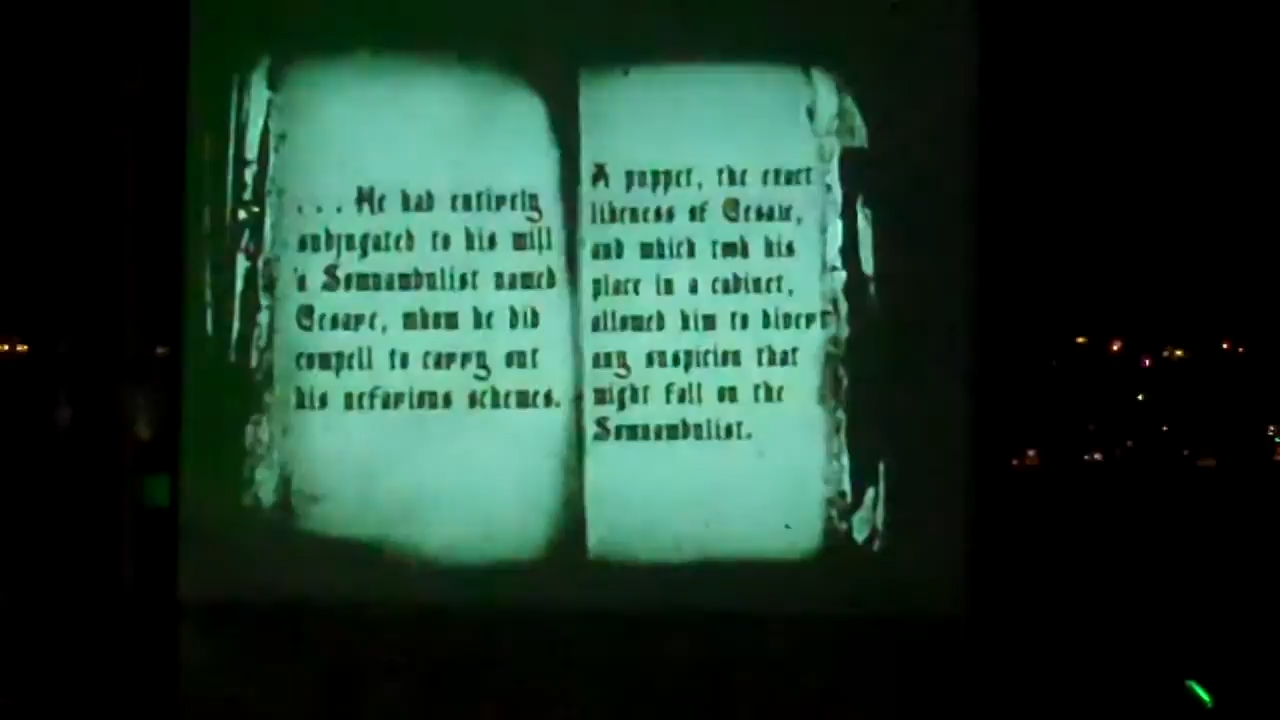 . . . He had entirely
subjugated to his will
a Somnambulist named
Cesare, whom he did
compell to carry out
his nefarious schemes.
A puppet, the exact
likeness of Cesare,
and which took his
place in a cabinet,
allowed him to divert
any suspicion that
might fall on the
Somnambulist.